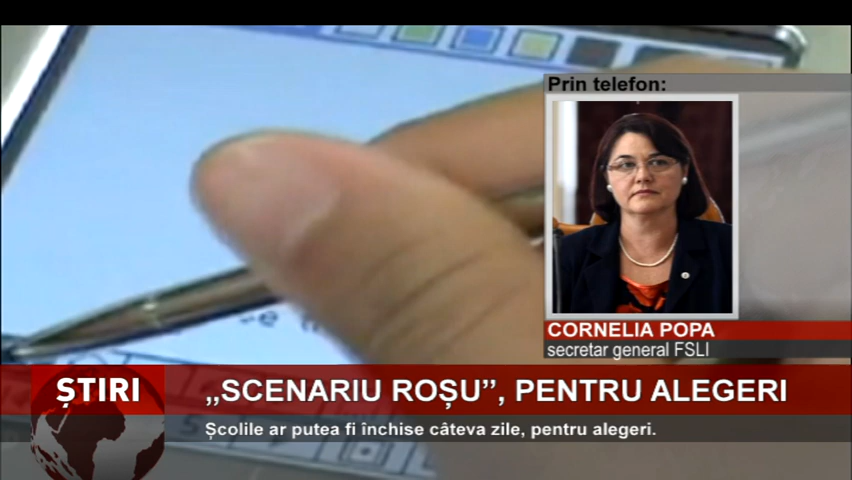 Prin telefon:
CORNELIA POPA
secretar general FSLI
ȘTIRI
„SCENARIU ROȘU”, PENTRU ALEGERI
Școlile ar putea fi închise câteva zile, pentru alegeri.